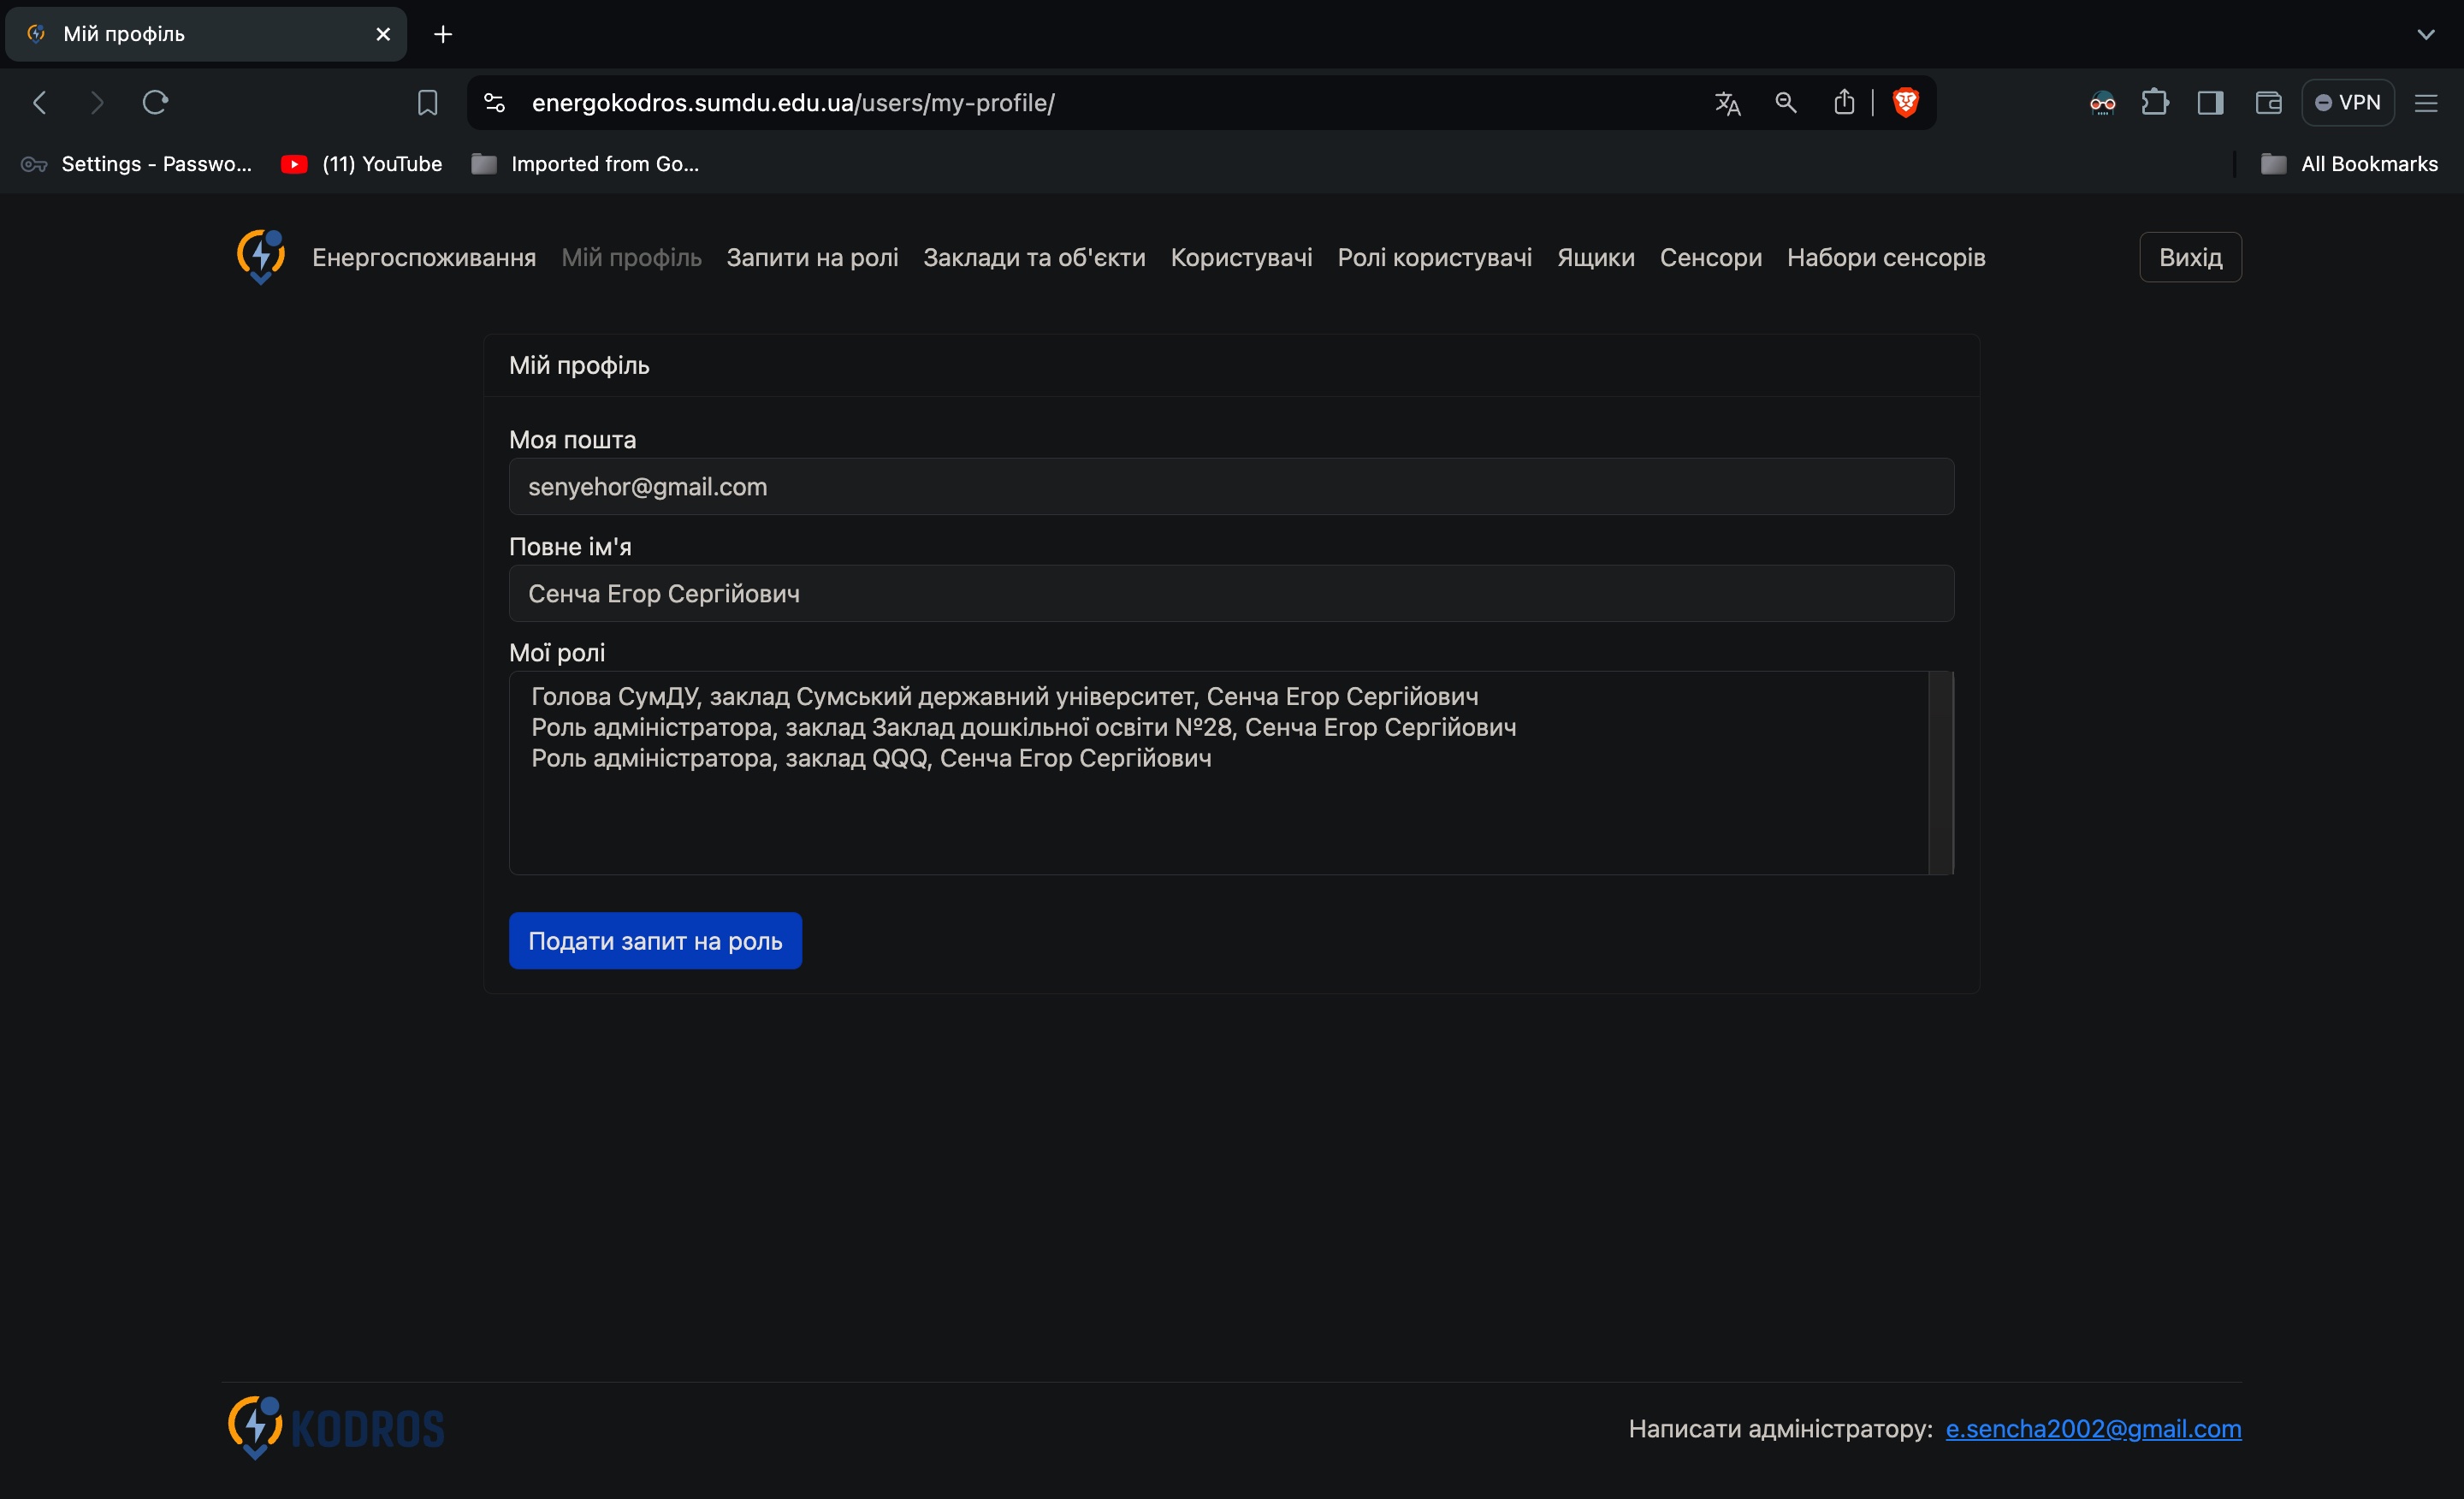 Мій профіль
energokodros.sumdu.edu.ua/users/my-profile/
VPN
Settings - Passwo...
(11) YouTube
Imported from Go...
All Bookmarks
Енергоспоживання Мій профіль Запити на ролі Заклади та об'єкти Користувачі Ролі користувачі Ящики Сенсори Набори сенсорів Вихід
Мій профіль
Моя пошта
senyehor@gmail.com
Повне ім'я
Сенча Егор Сергійович
Мої ролі
Голова СумДУ, заклад Сумський державний університет, Сенча Егор Сергійович
Роль адміністратора, заклад Заклад дошкільної освіти №28, Сенча Егор Сергійович
Роль адміністратора, заклад QQQ, Сенча Егор Сергійович
Подати запит на роль
KODROS
Написати адміністратору: e.sencha2002@gmail.com